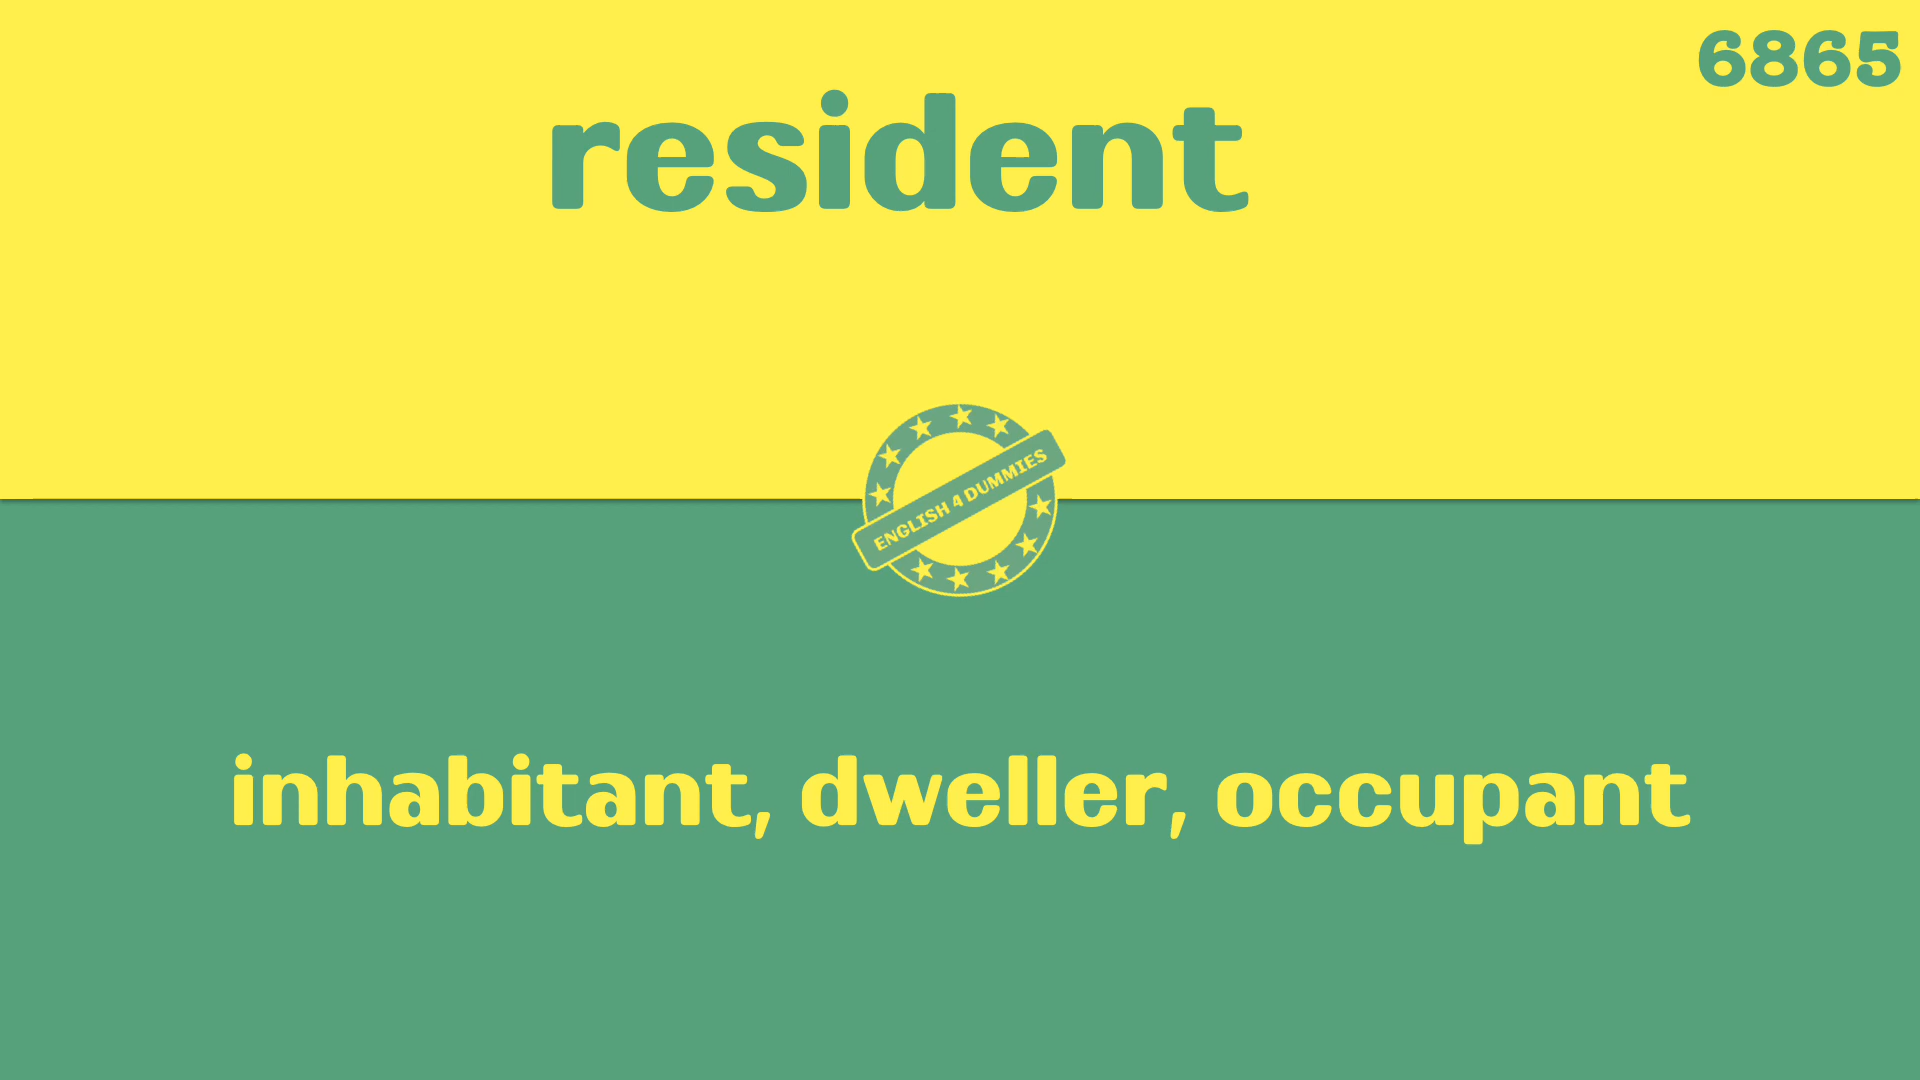 6865
resident
ENGLISH 4 DUMMIES
inhabitant, dweller, occupant